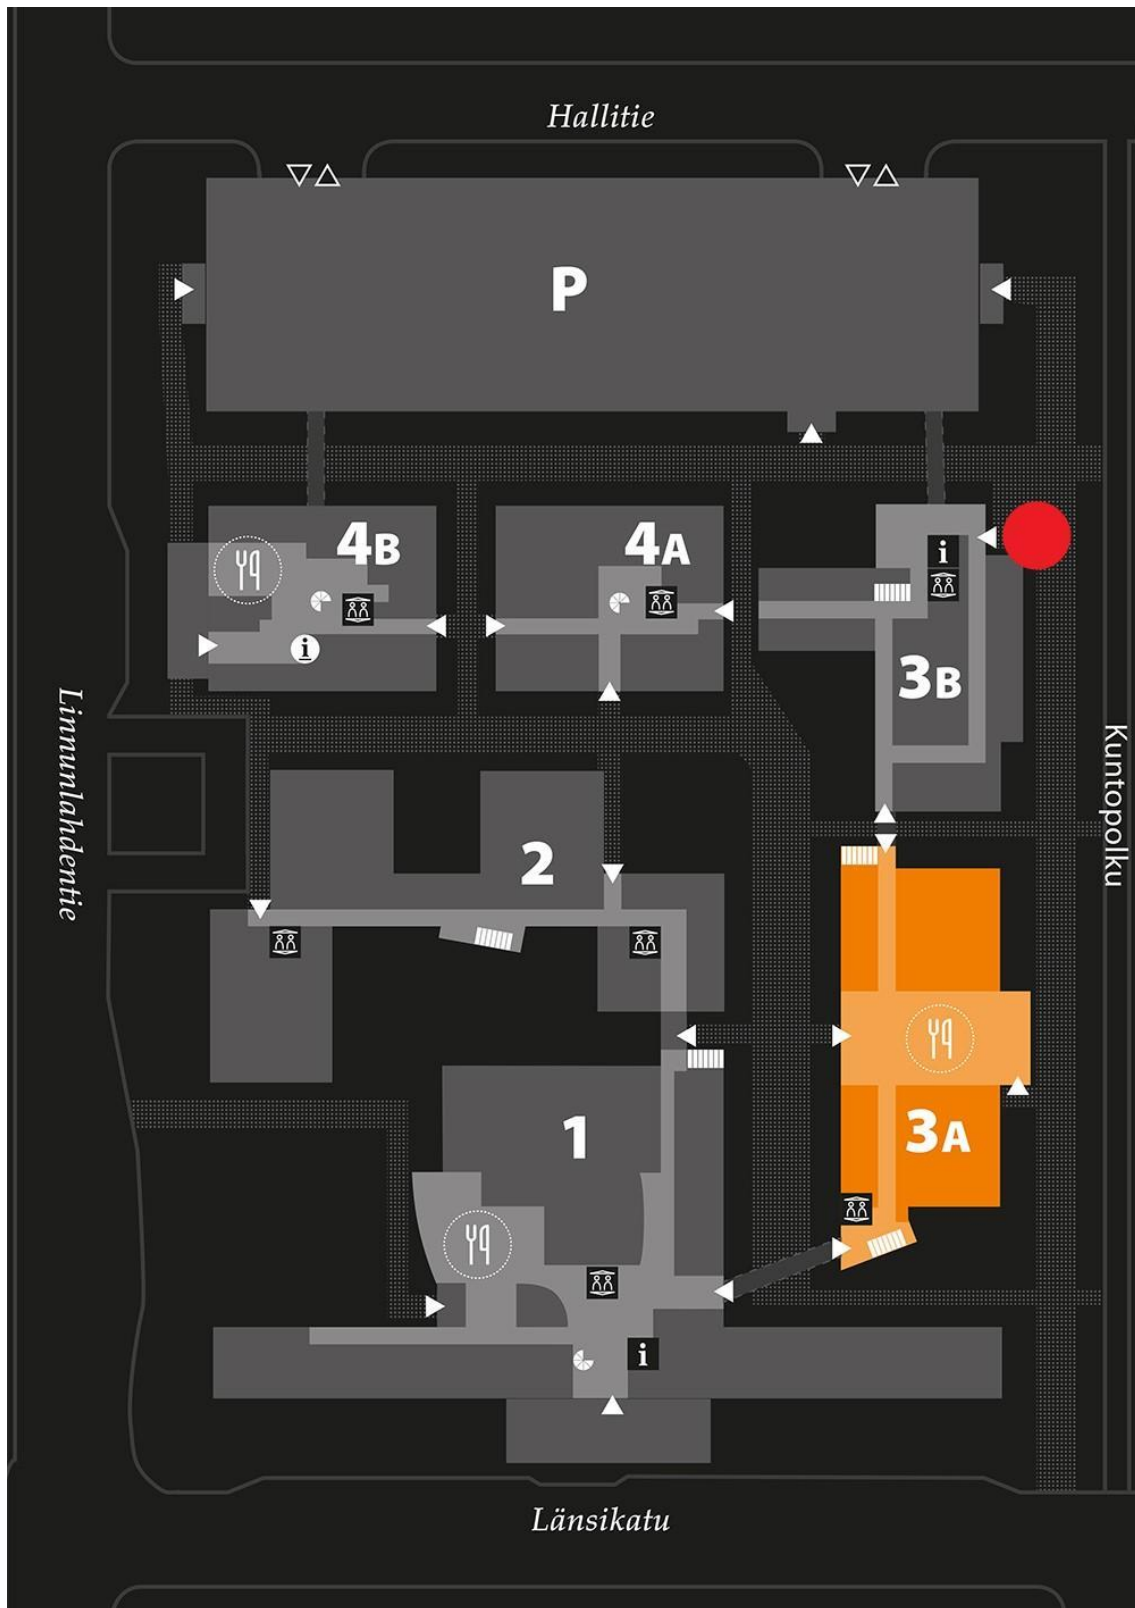 Hallitie
P
4B
4A
i
3B
i
Linnunlahdentie
Kuntopolku
2
1
3A
i
Länsikatu